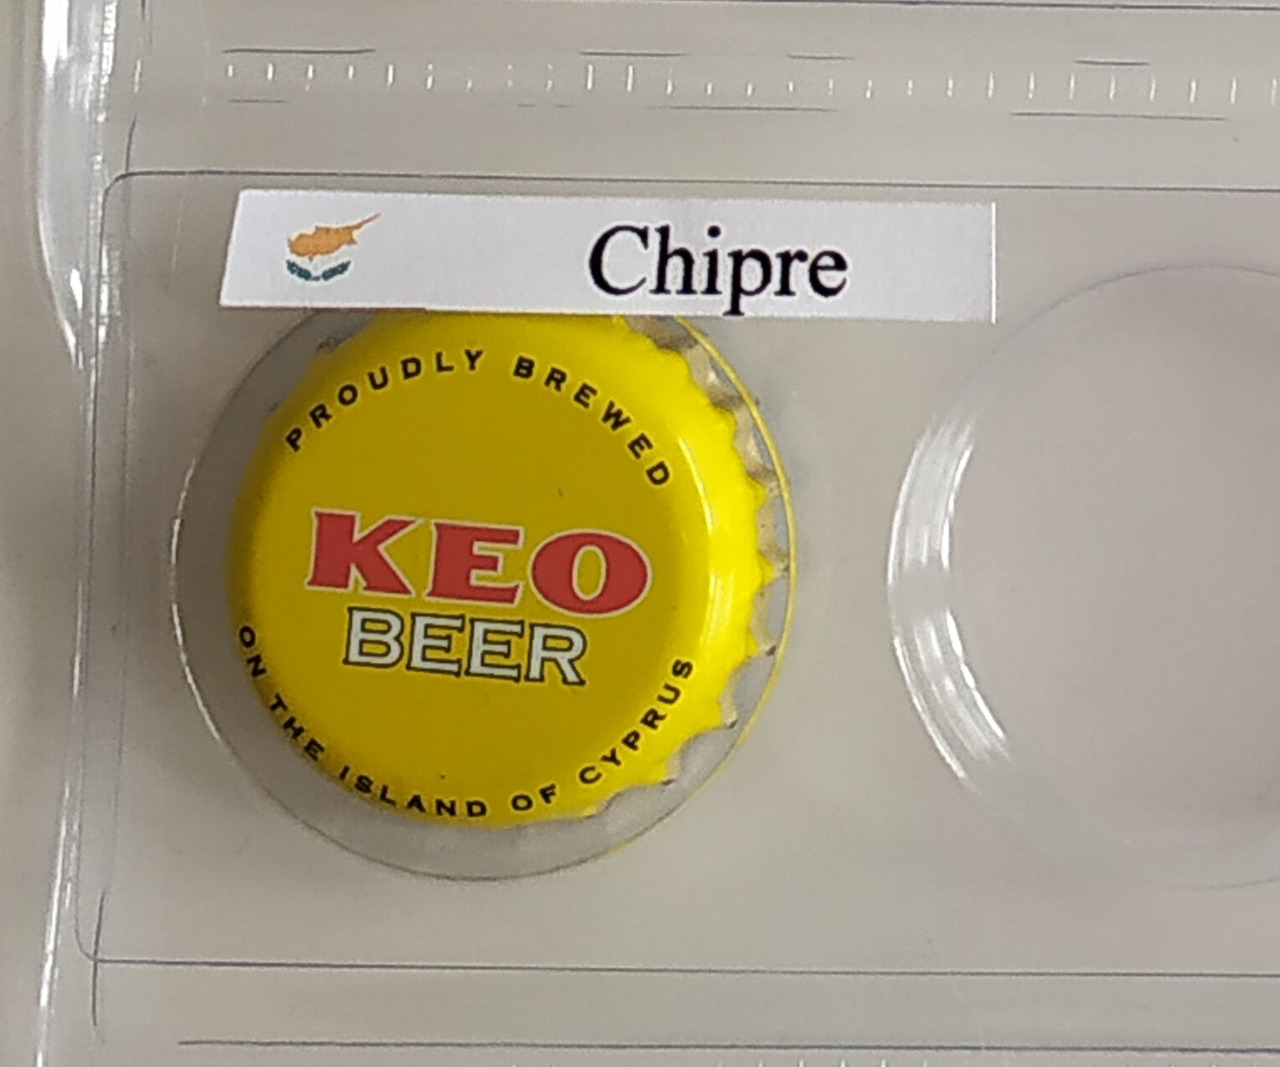 Chipre
PROUDLY BREWED
KEO
BEER
ON THE ISLAND OF CYPRUS